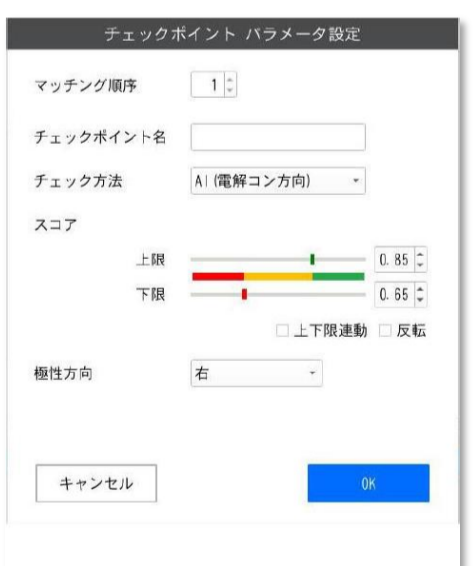 チェックポイント パラメータ設定
マッチング順序 1
チェックポイント名
チェック方法 AI (電解コン方向)
スコア
上限 0.85
下限 0.65
上下限連動 反転
極性方向 右
キャンセル OK